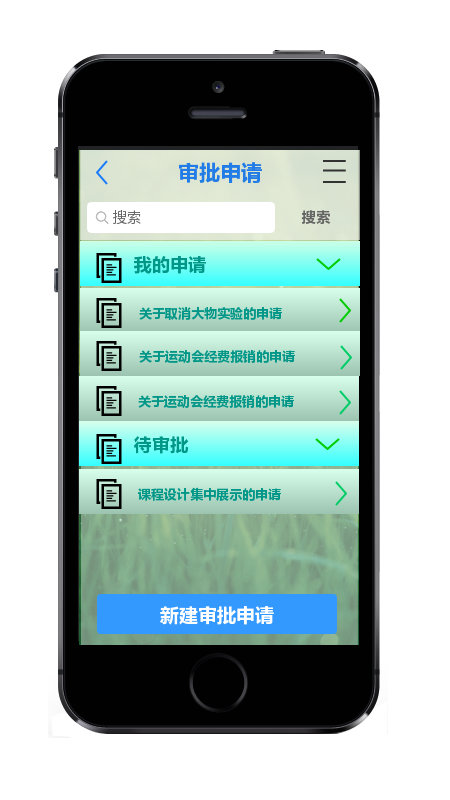 审批申请
搜索 搜索
我的申请
关于取消大物实验的申请
关于运动会经费报销的申请
关于运动会经费报销的申请
待审批
课程设计集中展示的申请
新建审批申请